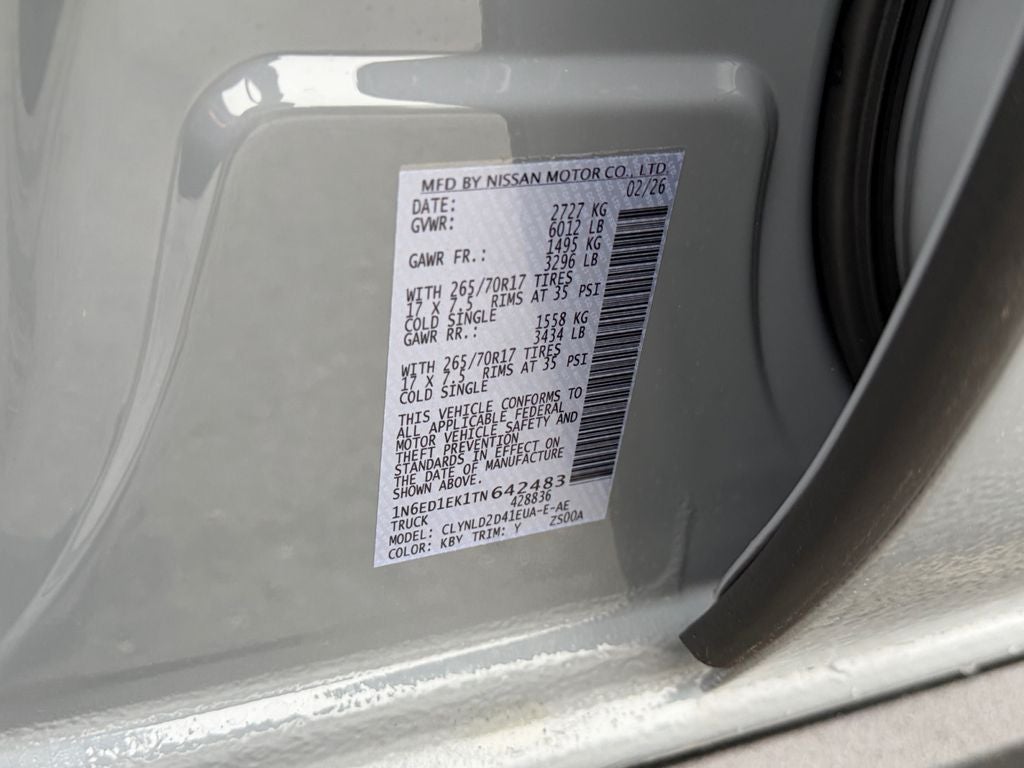 MFD BY NISSAN MOTOR CO., LTD
DATE: 02/26
GVWR: 2727 KG
6012 LB
GAWR FR.: 1495 KG
3296 LB
WITH 265/70R17 TIRES
17 X 7.5 RIMS AT 35 PSI
COLD SINGLE
GAWR RR.: 1558 KG
3434 LB
WITH 265/70R17 TIRES
17 X 7.5 RIMS AT 35 PSI
COLD SINGLE
THIS VEHICLE CONFORMS TO
ALL APPLICABLE FEDERAL
MOTOR VEHICLE SAFETY AND
THEFT PREVENTION
STANDARDS IN EFFECT ON
THE DATE OF MANUFACTURE
SHOWN ABOVE.
1N6ED1EK1TN642483
TRUCK 428836
MODEL: CLYNLD2D41EUA-E-AE
COLOR: KBY TRIM: Y ZS00A